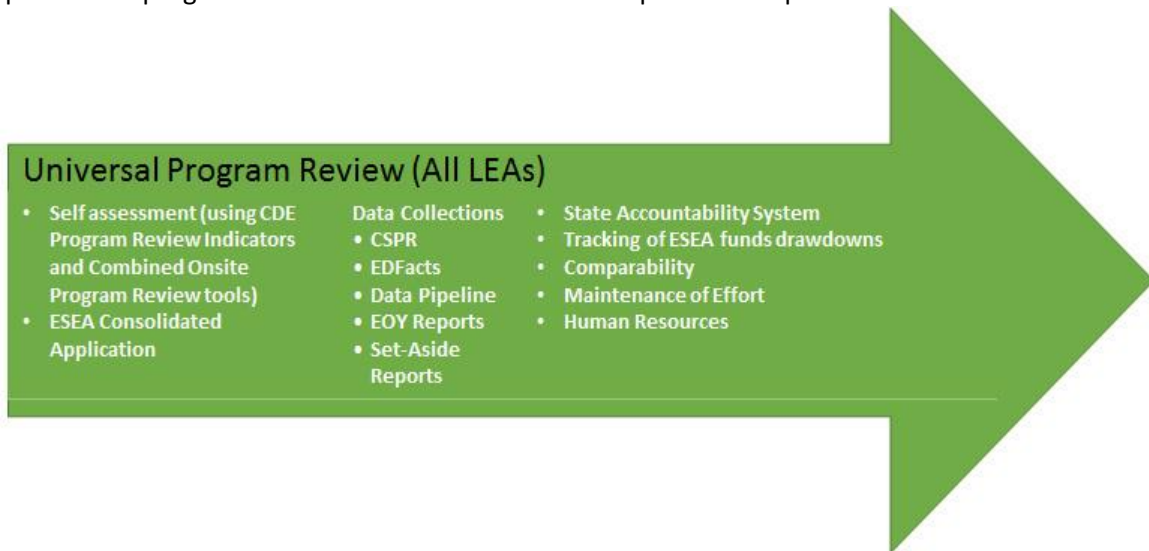 Universal Program Review (All LEAs)
• Self assessment (using CDE
Program Review Indicators
and Combined Onsite
Program Review tools)
• ESEA Consolidated
Application
Data Collections
• CSPR
• EDFacts
• Data Pipeline
• EOY Reports
• Set-Aside
Reports
• State Accountability System
• Tracking of ESEA funds drawdowns
• Comparability
• Maintenance of Effort
• Human Resources